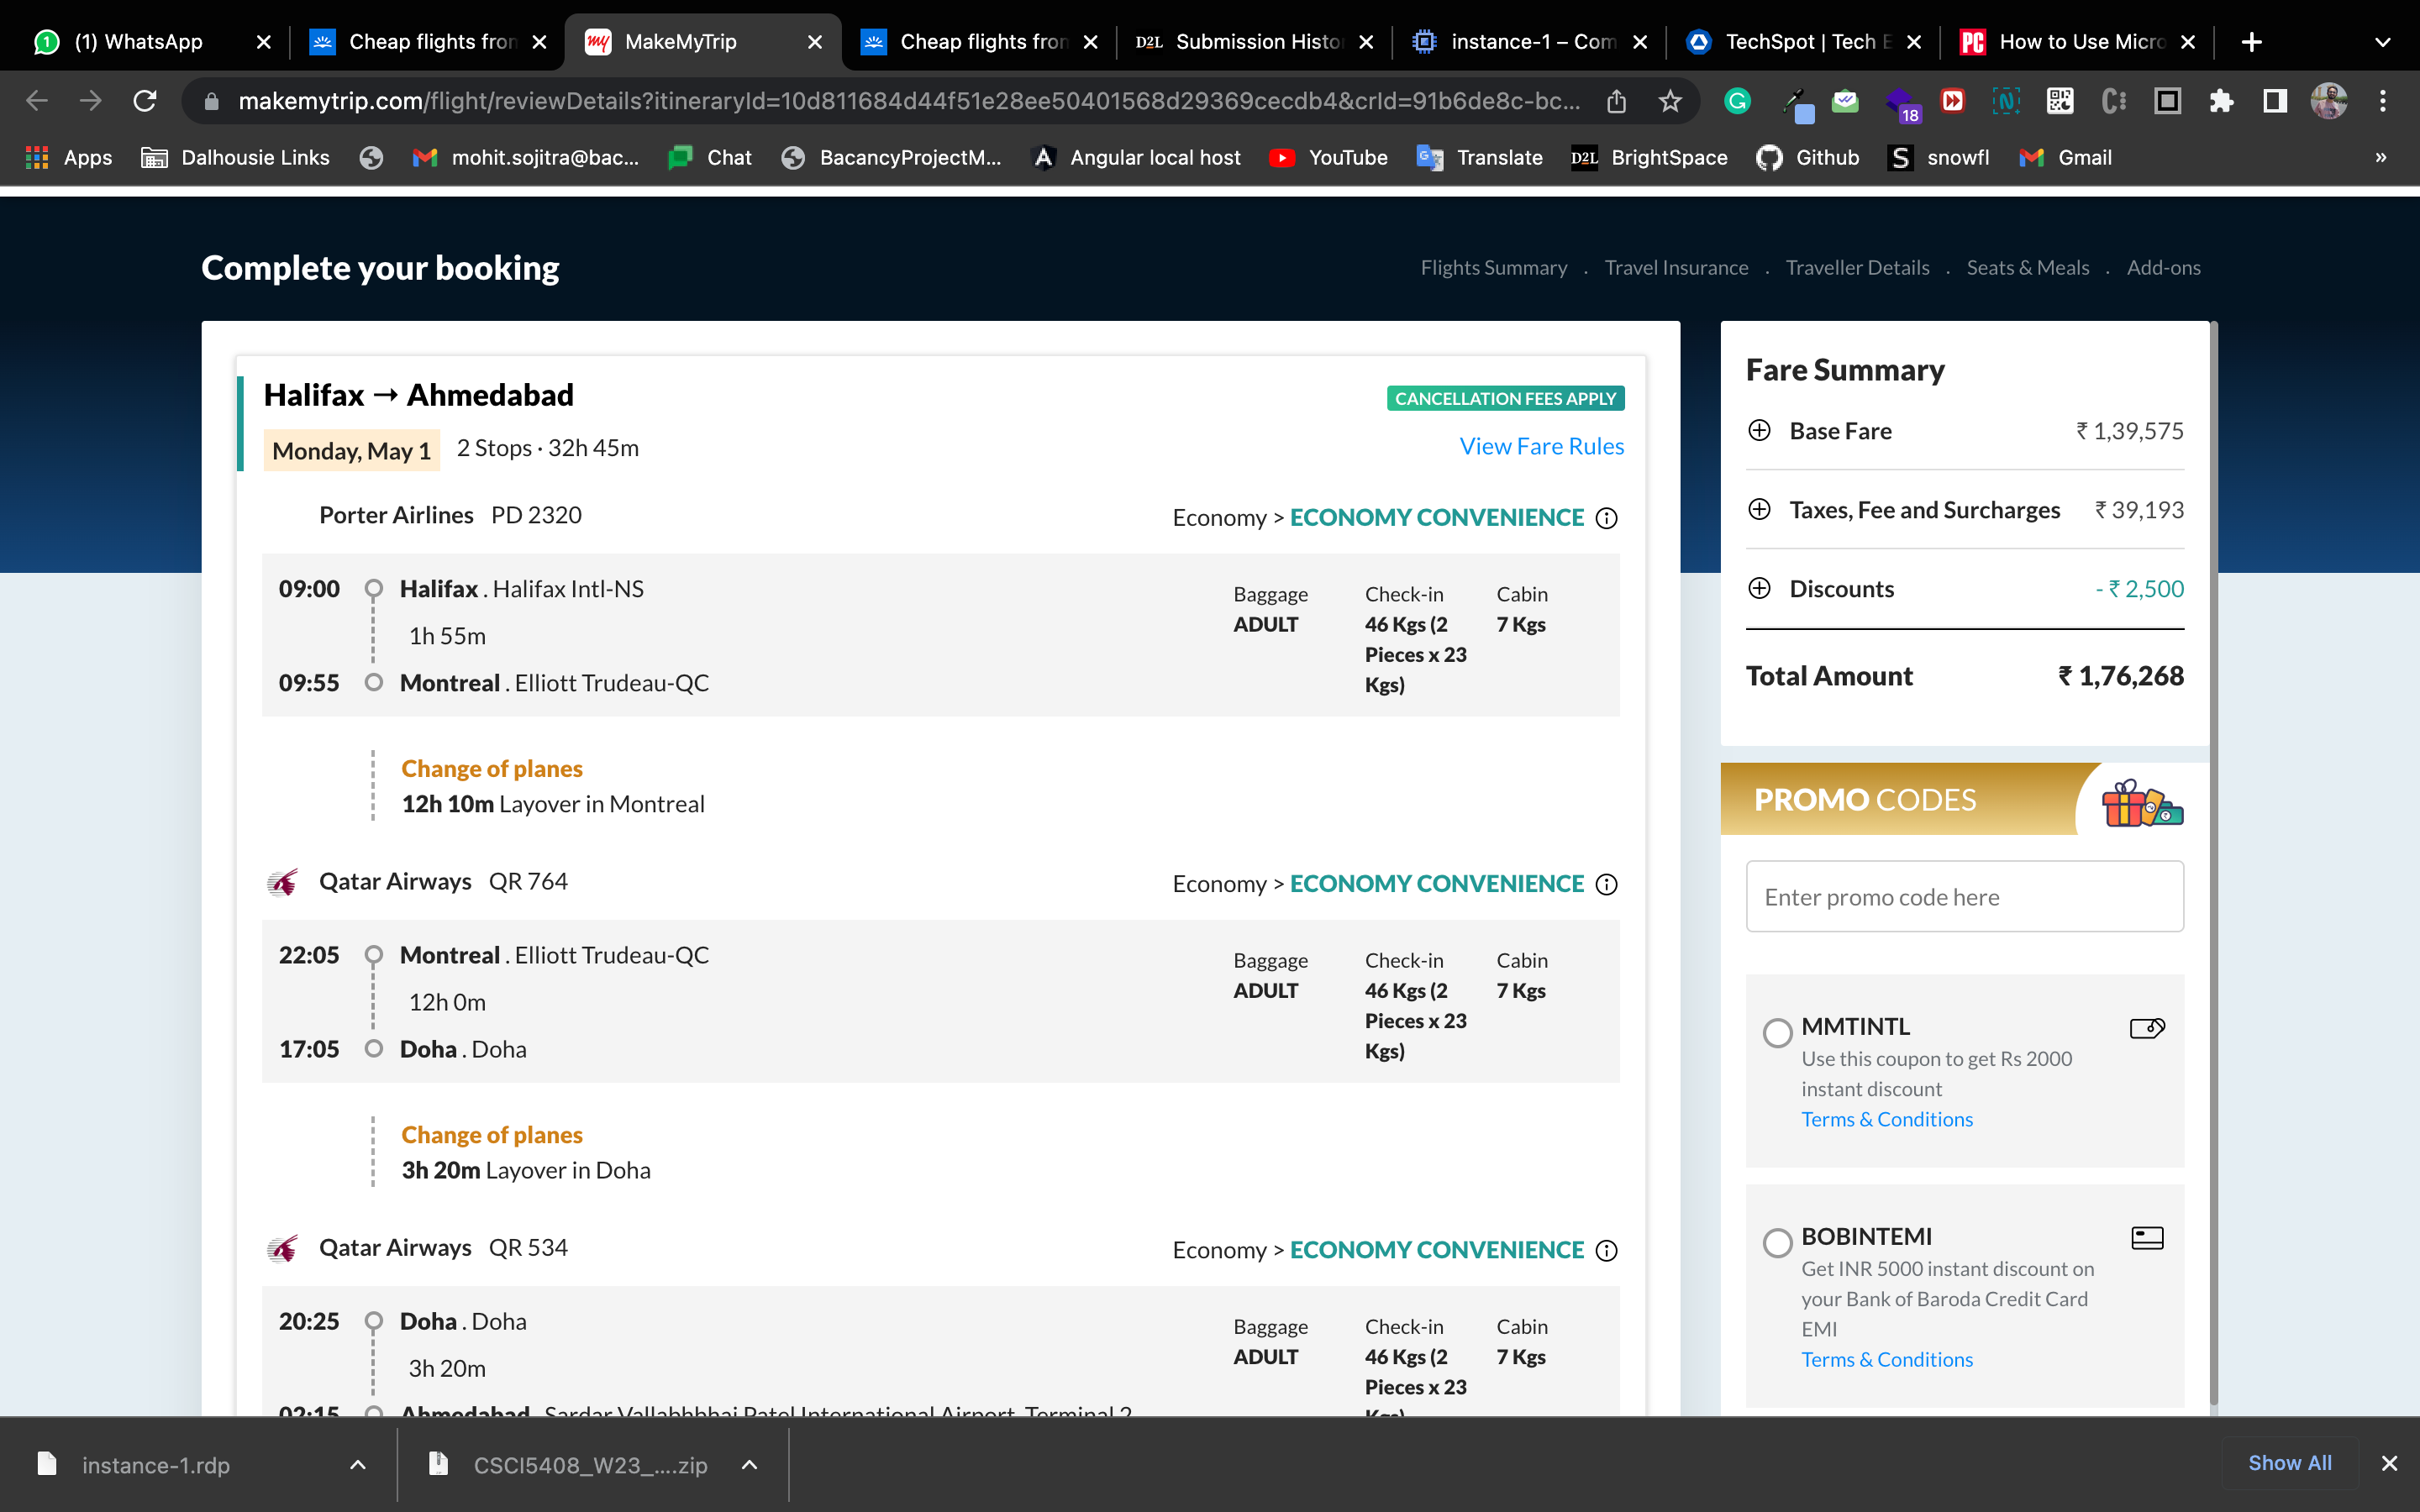 (1) WhatsApp
Cheap flights fron
MakeMyTrip
Cheap flights fron
D2L Submission Histo
instance-1 – Com
TechSpot | Tech E
PC How to Use Micro
makemytrip.com/flight/reviewDetails?itineraryId=10d811684d44f51e28ee50401568d29369cecdb4&crId=91b6de8c-bc...
18
Apps
Dalhousie Links
mohit.sojitra@bac...
Chat
BacancyProjectM...
Angular local host
YouTube
Translate
D2L BrightSpace
Github
snowfl
Gmail
»
Complete your booking
Flights Summary . Travel Insurance . Traveller Details . Seats & Meals . Add-ons
Halifax → Ahmedabad
CANCELLATION FEES APPLY
Monday, May 1 2 Stops · 32h 45m
View Fare Rules
Porter Airlines PD 2320
Economy > ECONOMY CONVENIENCE
09:00 Halifax . Halifax Intl-NS
1h 55m
09:55 Montreal . Elliott Trudeau-QC
Baggage Check-in Cabin
ADULT 46 Kgs (2 7 Kgs
Pieces x 23
Kgs)
Change of planes
12h 10m Layover in Montreal
Qatar Airways QR 764
Economy > ECONOMY CONVENIENCE
22:05 Montreal . Elliott Trudeau-QC
12h 0m
17:05 Doha . Doha
Baggage Check-in Cabin
ADULT 46 Kgs (2 7 Kgs
Pieces x 23
Kgs)
Change of planes
3h 20m Layover in Doha
Qatar Airways QR 534
Economy > ECONOMY CONVENIENCE
20:25 Doha . Doha
3h 20m
02:15 Ahmedabad . Sardar Vallabhbhai Patel International Airport, Terminal 2
Baggage Check-in Cabin
ADULT 46 Kgs (2 7 Kgs
Pieces x 23
Kgs)
Fare Summary
Base Fare ₹ 1,39,575
Taxes, Fee and Surcharges ₹ 39,193
Discounts - ₹ 2,500
Total Amount ₹ 1,76,268
PROMO CODES
Enter promo code here
MMTINTL
Use this coupon to get Rs 2000
instant discount
Terms & Conditions
BOBINTEMI
Get INR 5000 instant discount on
your Bank of Baroda Credit Card
EMI
Terms & Conditions
instance-1.rdp
CSCI5408_W23_....zip
Show All